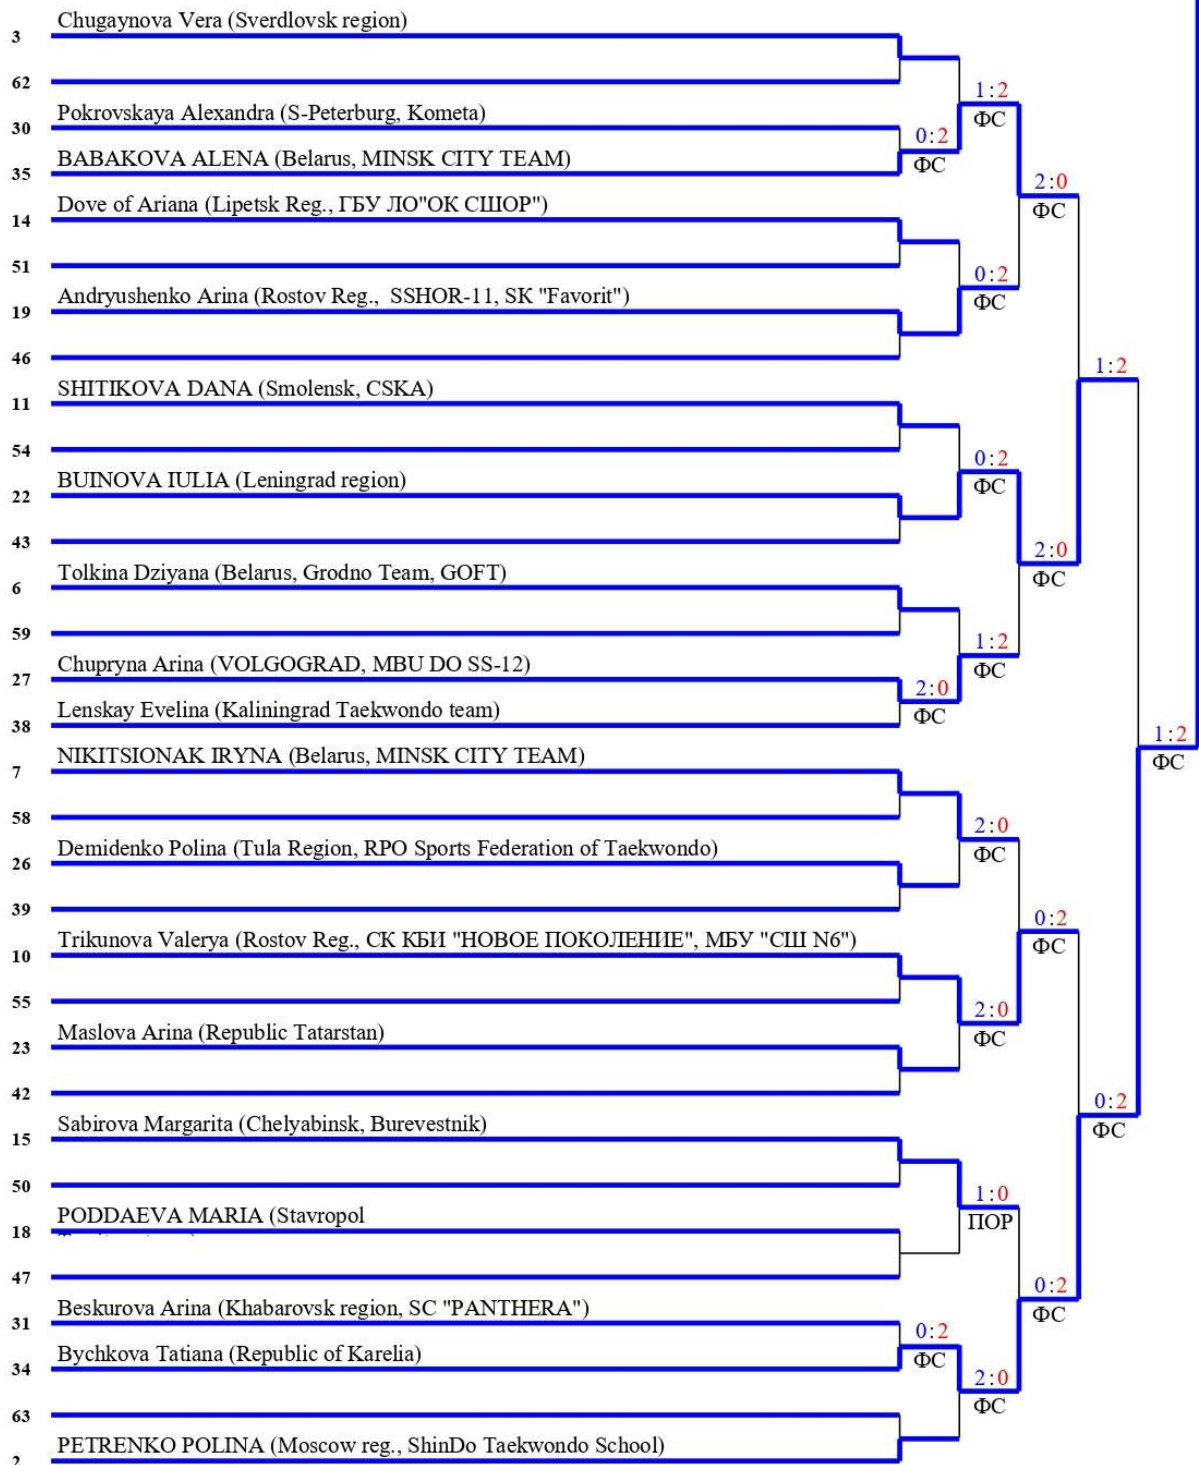 Chugaynova Vera (Sverdlovsk region)
3
62
1:2
Pokrovskaya Alexandra (S-Peterburg, Kometa)
30
ФС
0:2
BABAKOVA ALENA (Belarus, MINSK CITY TEAM)
35
ФС
2:0
Dove of Ariana (Lipetsk Reg., ГБУ ЛО"ОК СШОР")
14
ФС
51
0:2
Andryushenko Arina (Rostov Reg., SSHOR-11, SK "Favorit")
19
ФС
46
1:2
SHITIKOVA DANA (Smolensk, CSKA)
11
54
0:2
BUINOVA IULIA (Leningrad region)
22
ФС
43
2:0
Tolkina Dziyana (Belarus, Grodno Team, GOFT)
6
ФС
59
1:2
Chupryna Arina (VOLGOGRAD, MBU DO SS-12)
27
ФС
2:0
Lenskay Evelina (Kaliningrad Taekwondo team)
38
ФС
1:2
NIKITSIONAK IRYNA (Belarus, MINSK CITY TEAM)
7
ФС
58
2:0
Demidenko Polina (Tula Region, RPO Sports Federation of Taekwondo)
26
ФС
39
0:2
Trikunova Valerya (Rostov Reg., СК КБИ "НОВОЕ ПОКОЛЕНИЕ", МБУ "СШ N6")
10
ФС
55
2:0
Maslova Arina (Republic Tatarstan)
23
ФС
42
0:2
Sabirova Margarita (Chelyabinsk, Burevestnik)
15
ФС
50
1:0
PODDAEVA MARIA (Stavropol
18
ПОР
47
0:2
Beskurova Arina (Khabarovsk region, SC "PANTHERA")
31
ФС
0:2
Bychkova Tatiana (Republic of Karelia)
34
ФС
2:0
63
ФС
PETRENKO POLINA (Moscow reg., ShinDo Taekwondo School)
2